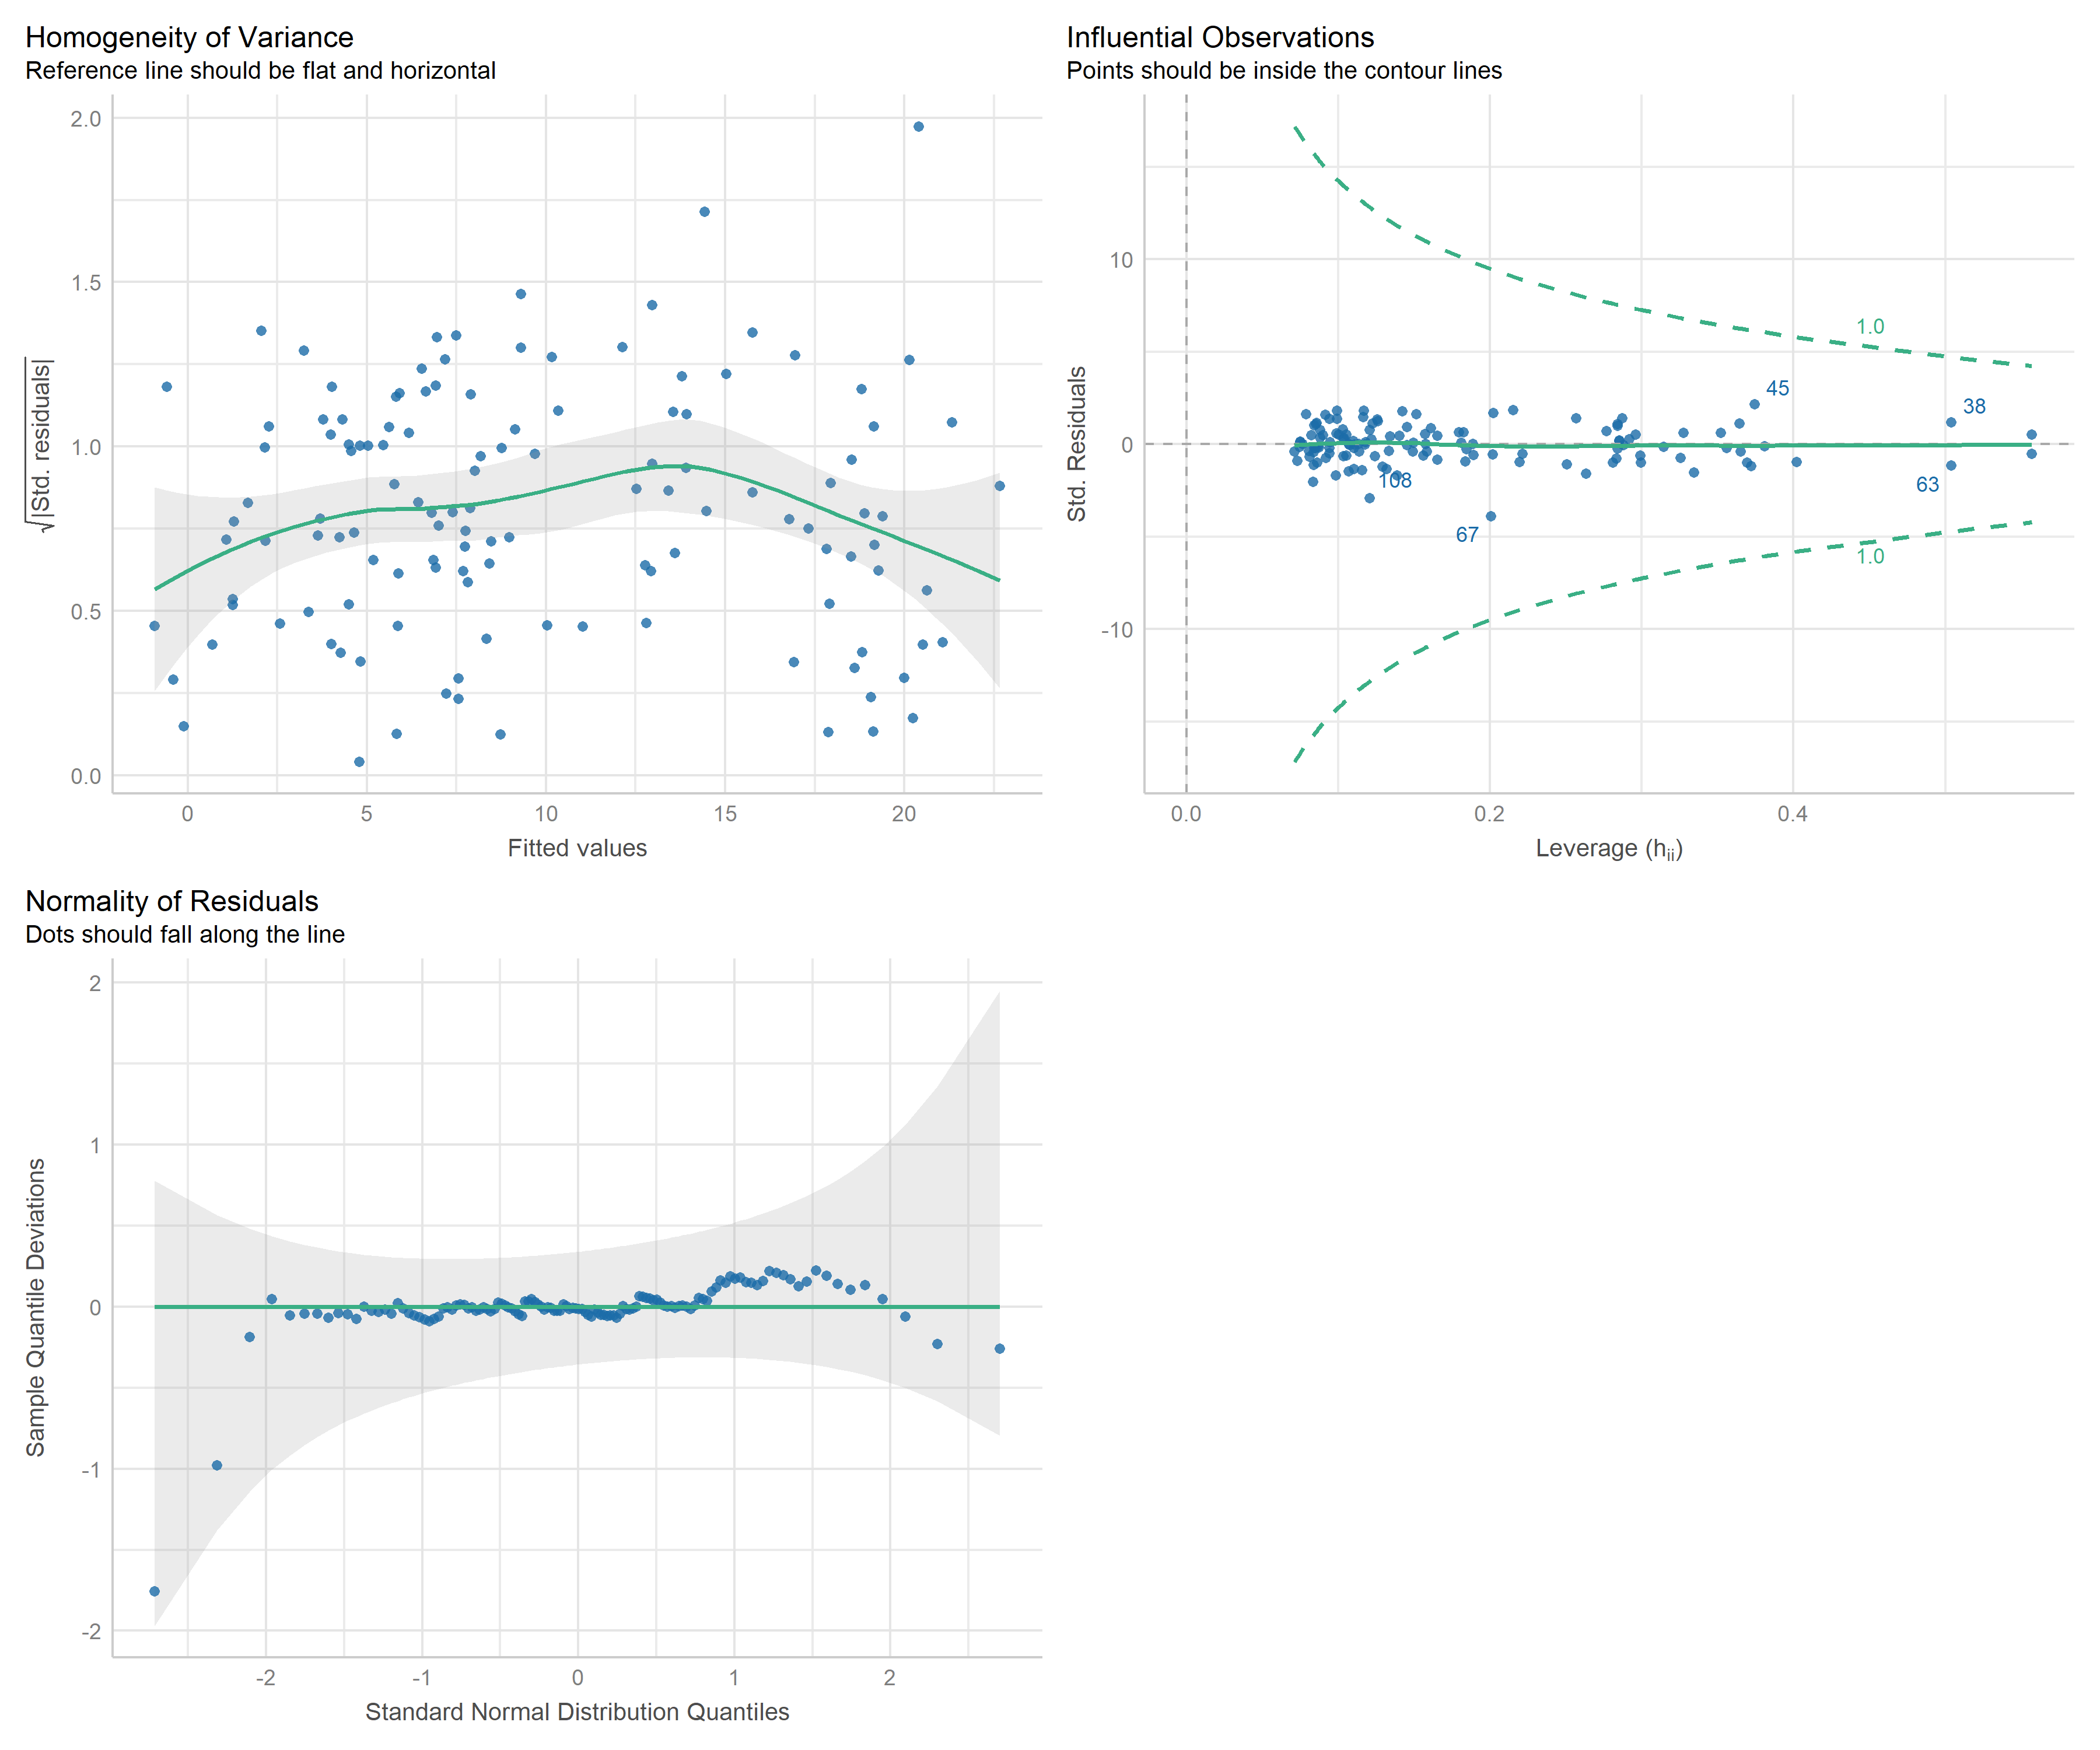 Homogeneity of Variance
Reference line should be flat and horizontal
2.0
1.5
1.0
0.5
0.0
√|Std. residuals|
0 5 10 15 20
Fitted values
Influential Observations
Points should be inside the contour lines
10
0
-10
Std. Residuals
1.0
45
38
108
63
67
1.0
0.0 0.2 0.4
Leverage (hii)
Normality of Residuals
Dots should fall along the line
2
1
0
-1
-2
Sample Quantile Deviations
-2 -1 0 1 2
Standard Normal Distribution Quantiles